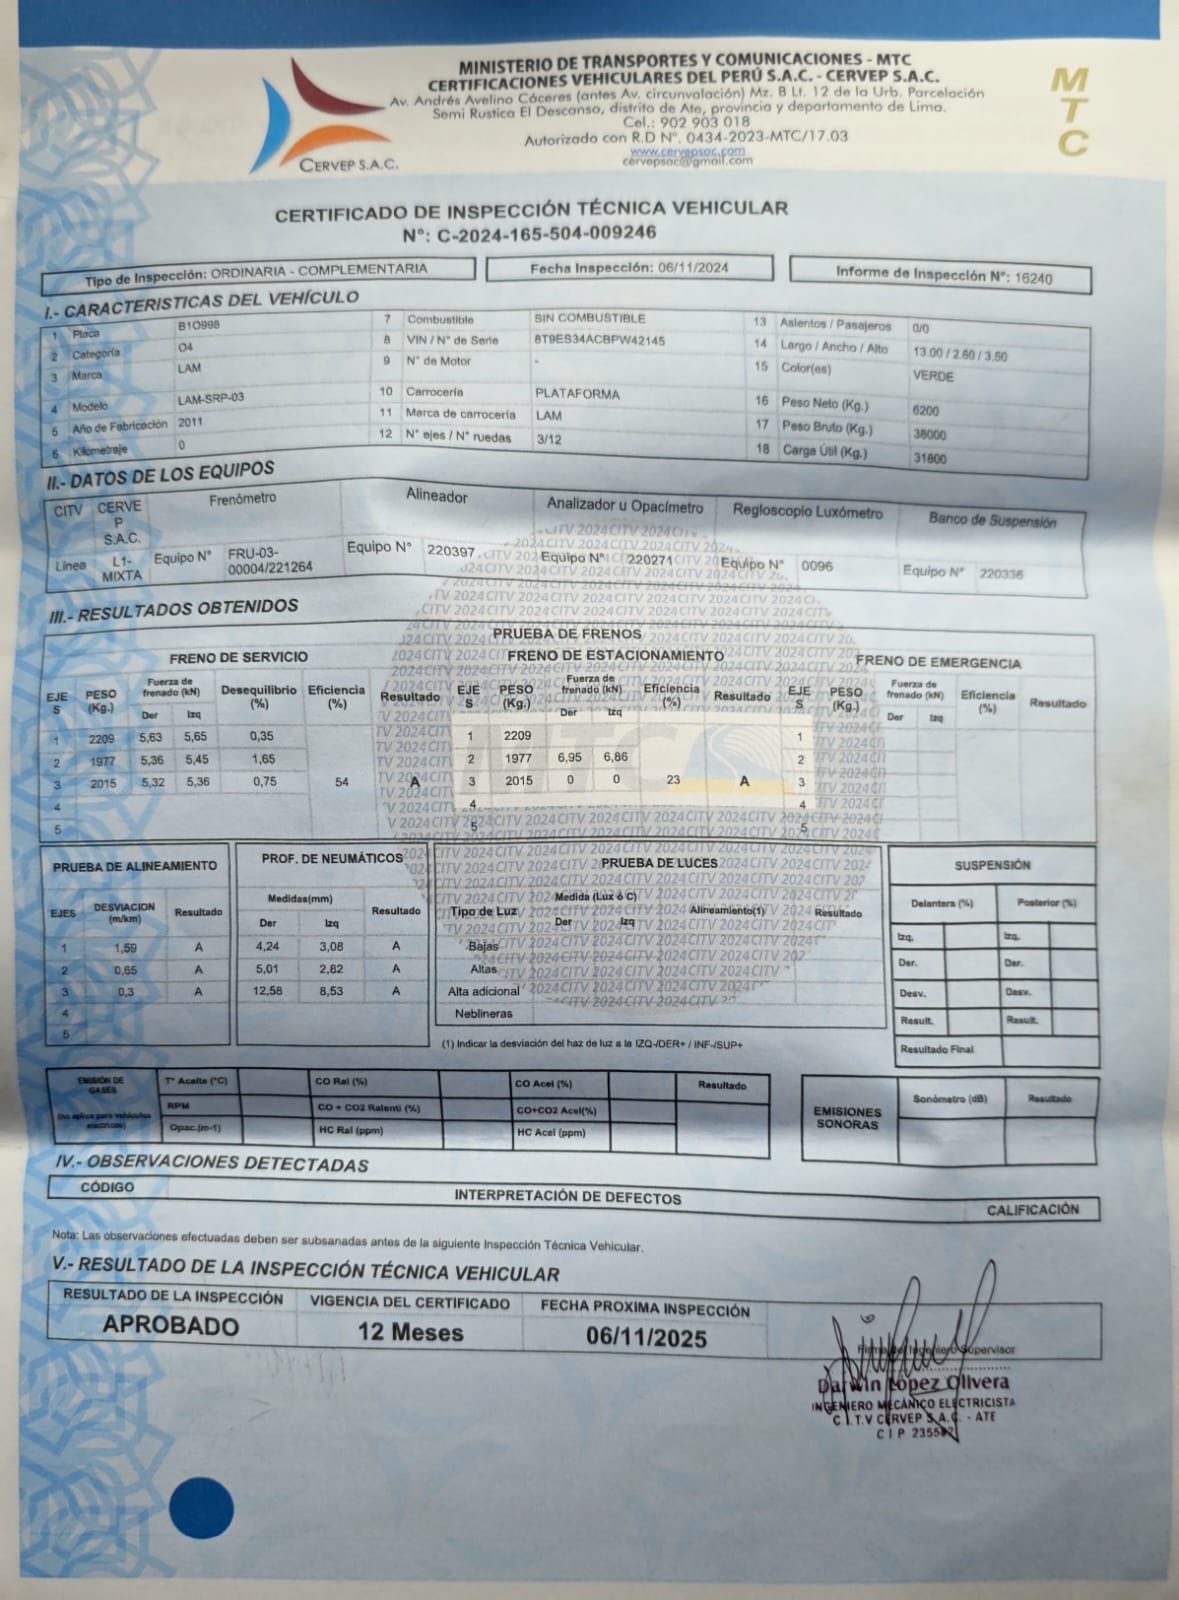 MINISTERIO DE TRANSPORTES Y COMUNICACIONES - MTC
CERTIFICACIONES VEHICULARES DEL PERÚ S.A.C. - CERVEP S.A.C.
Av. Andrés Avelino Cáceres (antes Av. circunvalación) Mz. B Lt. 12 de la Urb. Parcelación
Semi Rustica El Descanso, distrito de Ate, provincia y departamento de Lima.
Cel.: 902 903 018
Autorizado con R.D Nº. 0434-2023-MTC/17.03
www.cervepsac.com
cervepsac@gmail.com
CERVEP S.A.C.
MTC
CERTIFICADO DE INSPECCIÓN TÉCNICA VEHICULAR
N°: C-2024-165-504-009246
Tipo de Inspección: ORDINARIA - COMPLEMENTARIA Fecha Inspección: 06/11/2024 Informe de Inspección N°: 16240
I.- CARACTERISTICAS DEL VEHÍCULO
1 Placa B1O998 7 Combustible SIN COMBUSTIBLE 13 Asientos / Pasajeros 0/0
2 Categoría O4 8 VIN / N° de Serie 8T9ES34ACBPW42145 14 Largo / Ancho / Alto 13.00 / 2.60 / 3.50
3 Marca LAM 9 N° de Motor - 15 Color(es) VERDE
4 Modelo LAM-SRP-03 10 Carrocería PLATAFORMA 16 Peso Neto (Kg.) 6200
5 Año de Fabricación 2011 11 Marca de carrocería LAM 17 Peso Bruto (Kg.) 38000
6 Kilometraje 0 12 N° ejes / N° ruedas 3/12 18 Carga Útil (Kg.) 31800
II.- DATOS DE LOS EQUIPOS
CITV CERVEP S.A.C. Frenómetro Alineador Analizador u Opacímetro Regloscopio Luxómetro Banco de Suspensión
Línea L1-MIXTA Equipo N° FRU-03-00004/221264 Equipo N° 220397 Equipo N° 220271 Equipo N° 0096 Equipo N° 220336
III.- RESULTADOS OBTENIDOS
PRUEBA DE FRENOS
FRENO DE SERVICIO FRENO DE ESTACIONAMIENTO FRENO DE EMERGENCIA
EJES PESO (Kg.) Fuerza de frenado (kN) Der Izq Desequilibrio (%) Eficiencia (%) Resultado EJES PESO (Kg.) Fuerza de frenado (kN) Der Izq Eficiencia (%) Resultado EJES PESO (Kg.) Fuerza de frenado (kN) Der Izq Eficiencia (%) Resultado
1 2209 5,63 5,65 0,35 1 2209 1
2 1977 5,36 5,45 1,65 2 1977 6,95 6,86 2
3 2015 5,32 5,36 0,75 54 A 3 2015 0 0 23 A 3
4 4 4
5 5 5
PRUEBA DE ALINEAMIENTO PROF. DE NEUMÁTICOS PRUEBA DE LUCES SUSPENSIÓN
EJES DESVIACION (m/km) Resultado Medidas(mm) Der Izq Resultado Tipo de Luz Medida (Lux ó C) Der Izq Alineamiento(1) Resultado Delantera (%) Posterior (%)
1 1,59 A 4,24 3,08 A Bajas Izq. Izq.
2 0,65 A 5,01 2,82 A Altas Der. Der.
3 0,3 A 12,58 8,53 A Alta adicional Desv. Desv.
4 Neblineras Result. Result.
5
Resultado Final
(1) Indicar la desviación del haz de luz a la IZQ-/DER+ / INF-/SUP+
EMISIÓN DE GASES (no aplica para vehículos eléctricos)
T° Aceite (°C) CO Ral (%) CO Acel (%) Resultado
RPM CO + CO2 Ralenti (%) CO+CO2 Acel(%)
Opac.(m-1) HC Ral (ppm) HC Acel (ppm)
EMISIONES SONORAS Sonómetro (dB) Resultado
IV.- OBSERVACIONES DETECTADAS
CÓDIGO INTERPRETACIÓN DE DEFECTOS CALIFICACIÓN
Nota: Las observaciones efectuadas deben ser subsanadas antes de la siguiente Inspección Técnica Vehicular.
V.- RESULTADO DE LA INSPECCIÓN TÉCNICA VEHICULAR
RESULTADO DE LA INSPECCIÓN VIGENCIA DEL CERTIFICADO FECHA PROXIMA INSPECCIÓN
APROBADO 12 Meses 06/11/2025
Firma del Ingeniero Supervisor
Darwin López Olivera
INGENIERO MECÁNICO ELECTRICISTA
C.I.T.V CERVEP S.A.C. - ATE